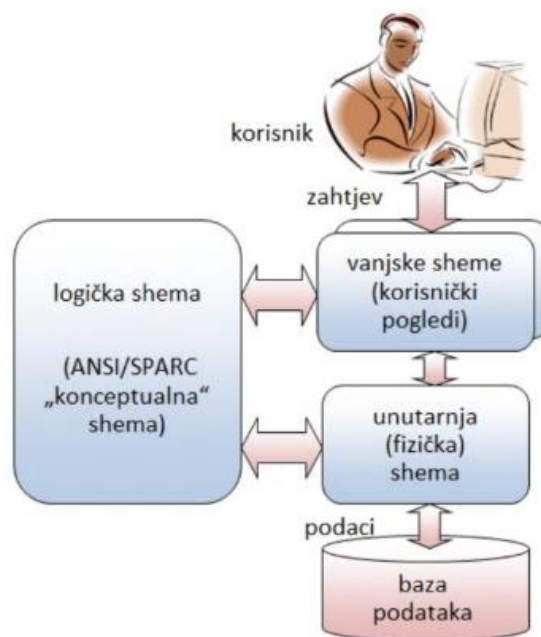 korisnik
zahtjev
logička shema
(ANSI/SPARC
„konceptualna“
shema)
vanjske sheme
(korisnički
pogledi)
unutarnja
(fizička)
shema
podaci
baza
podataka